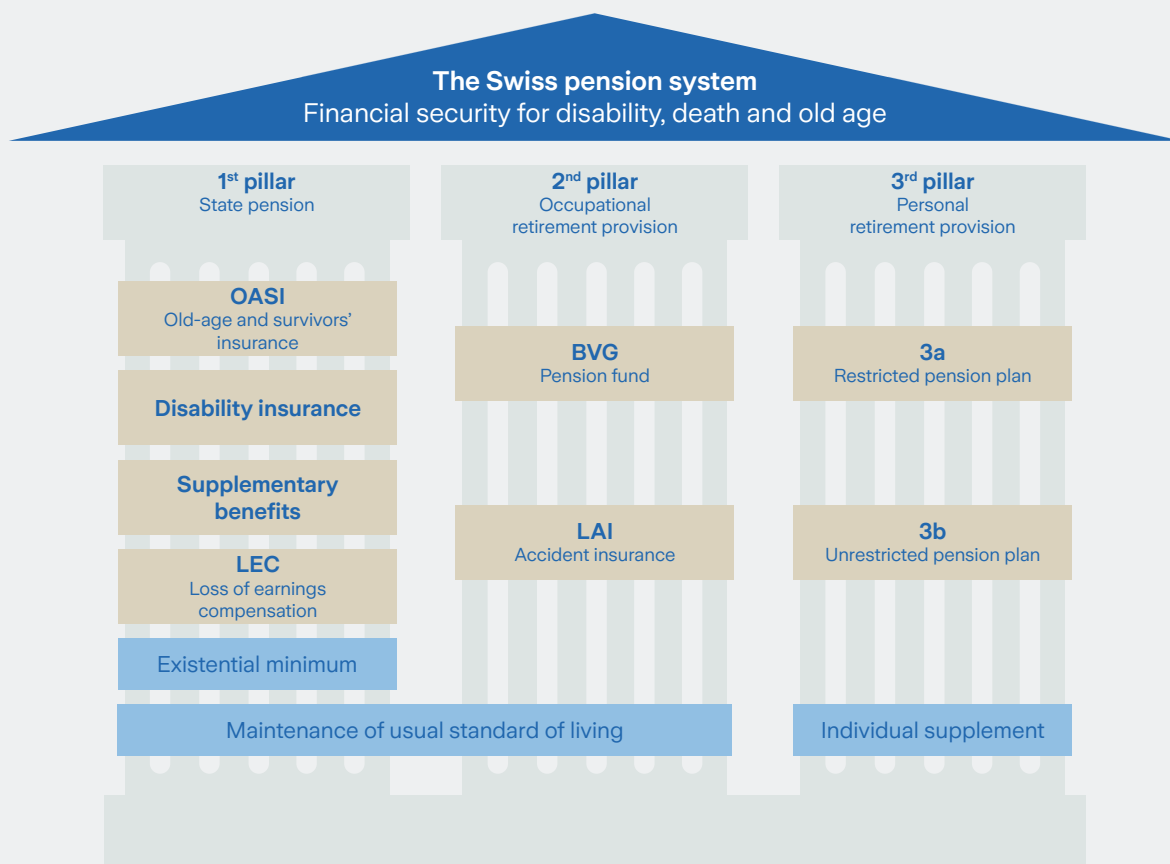 The Swiss pension system
Financial security for disability, death and old age
1st pillar
State pension
OASI
Old-age and survivors’
insurance
Disability insurance
Supplementary
benefits
LEC
Loss of earnings
compensation
Existential minimum
2nd pillar
Occupational
retirement provision
BVG
Pension fund
LAI
Accident insurance
Maintenance of usual standard of living
3rd pillar
Personal
retirement provision
3a
Restricted pension plan
3b
Unrestricted pension plan
Individual supplement